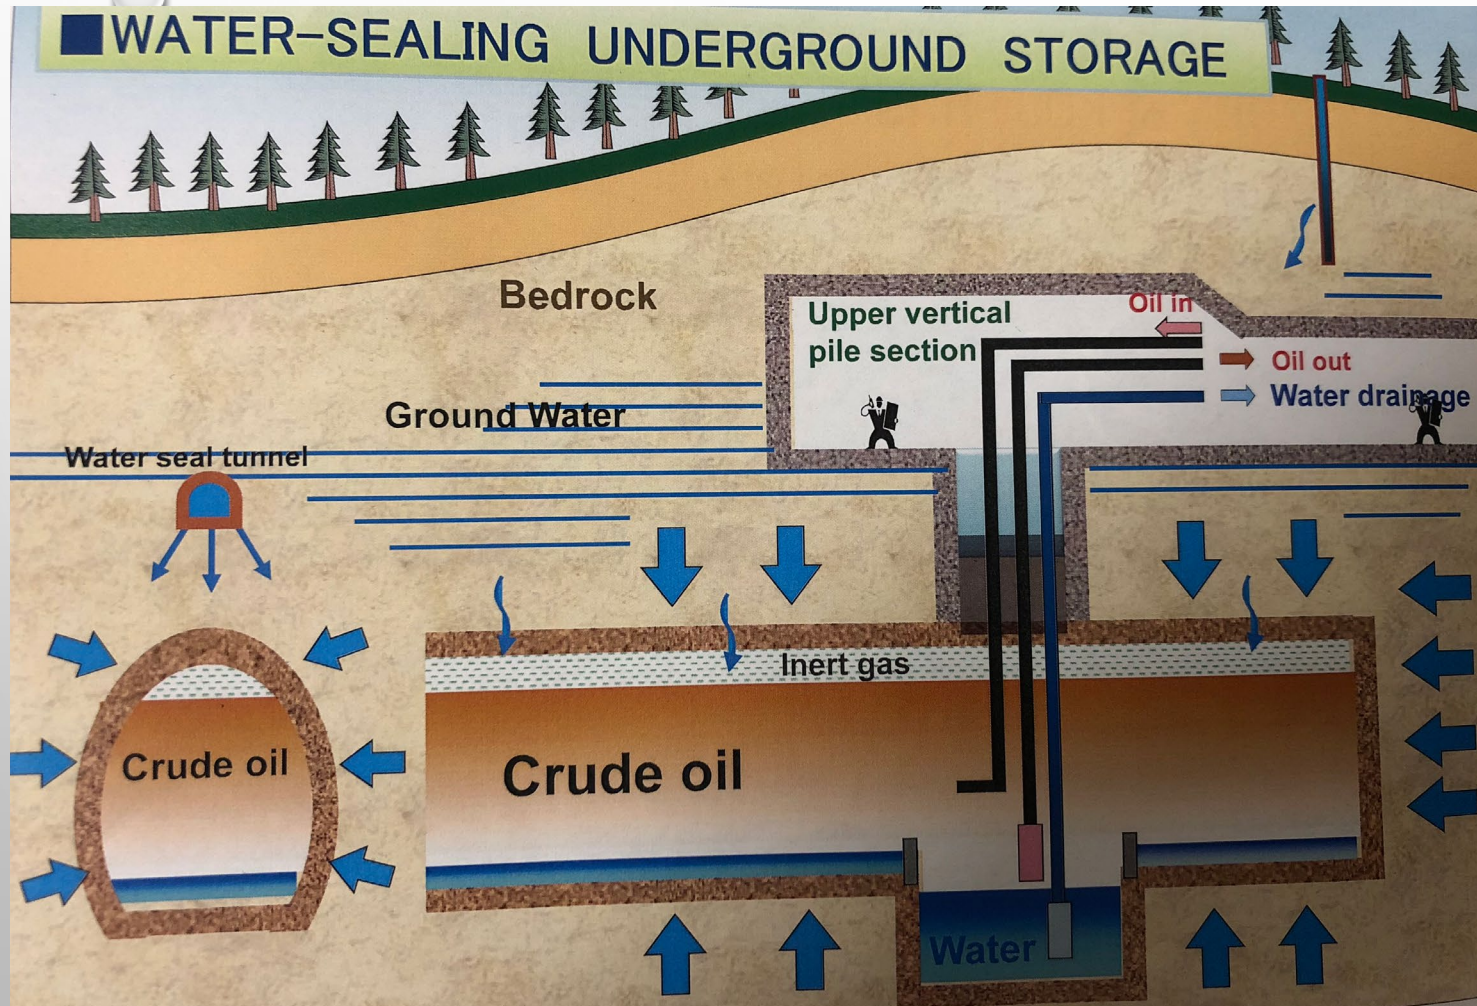 ■WATER-SEALING UNDERGROUND STORAGE
Bedrock
Upper vertical
pile section
Oil in
Oil out
Water drainage
Ground Water
Water seal tunnel
Inert gas
Crude oil
Crude oil
Water